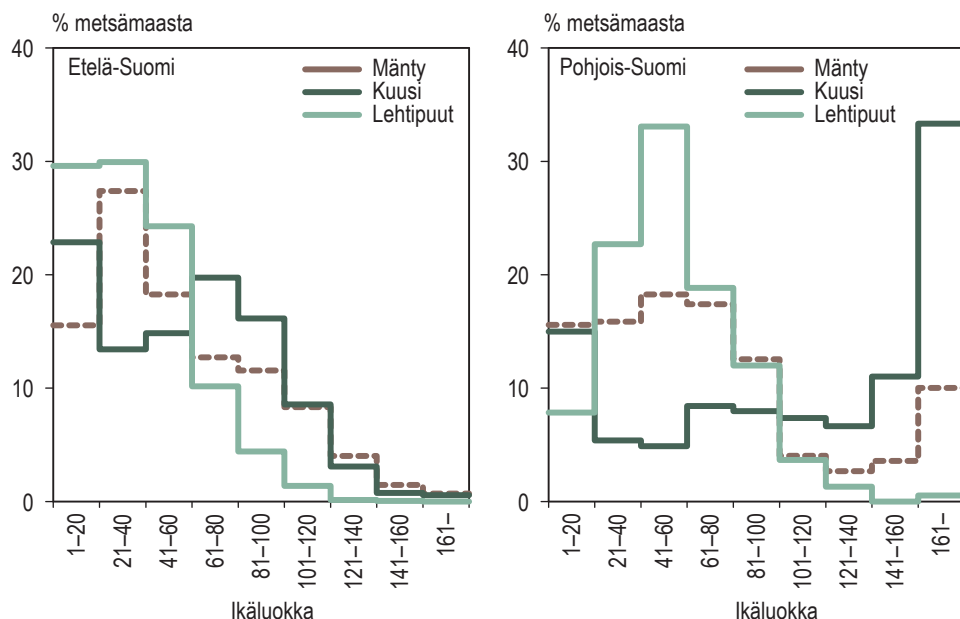 % metsämaasta
40
30
20
10
0
Etelä-Suomi
Mänty
Kuusi
Lehtipuut
1–20
21–40
41–60
61–80
81–100
101–120
121–140
141–160
161–
Ikäluokka
% metsämaasta
40
30
20
10
0
Pohjois-Suomi
Mänty
Kuusi
Lehtipuut
1–20
21–40
41–60
61–80
81–100
101–120
121–140
141–160
161–
Ikäluokka